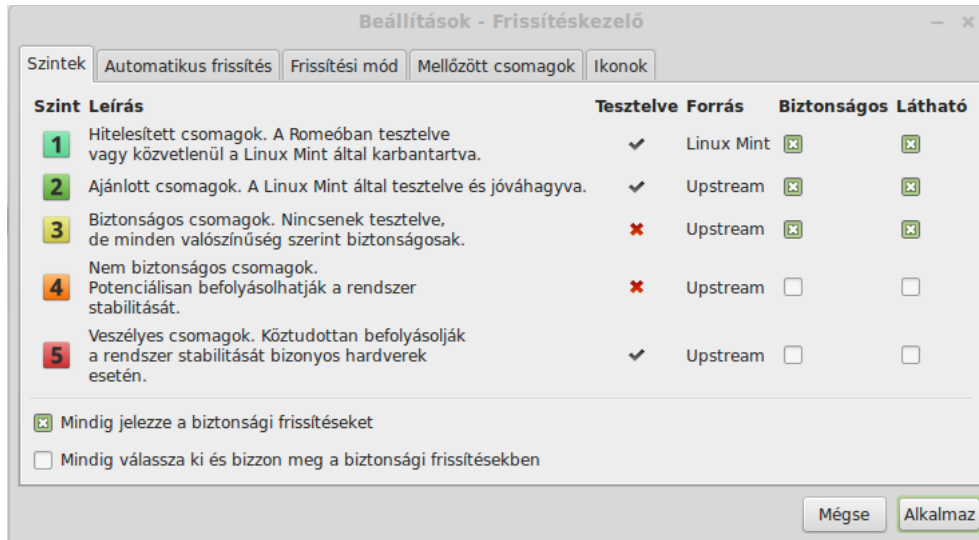 Beállítások - Frissítéskezelő
Szintek Automatikus frissítés Frissítési mód Mellőzött csomagok Ikonok
Szint Leírás Tesztelve Forrás Biztonságos Látható
1 Hitelesített csomagok. A Romeóban tesztelve
vagy közvetlenül a Linux Mint által karbantartva. Linux Mint
2 Ajánlott csomagok. A Linux Mint által tesztelve és jóváhagyva. Upstream
3 Biztonságos csomagok. Nincsenek tesztelve,
de minden valószínűség szerint biztonságosak. Upstream
4 Nem biztonságos csomagok.
Potenciálisan befolyásolhatják a rendszer Upstream
stabilitását.
5 Veszélyes csomagok. Köztudottan befolyásolják
a rendszer stabilitását bizonyos hardverek Upstream
esetén.
Mindig jelezze a biztonsági frissítéseket
Mindig válassza ki és bizzon meg a biztonsági frissítésekben
Mégse Alkalmaz